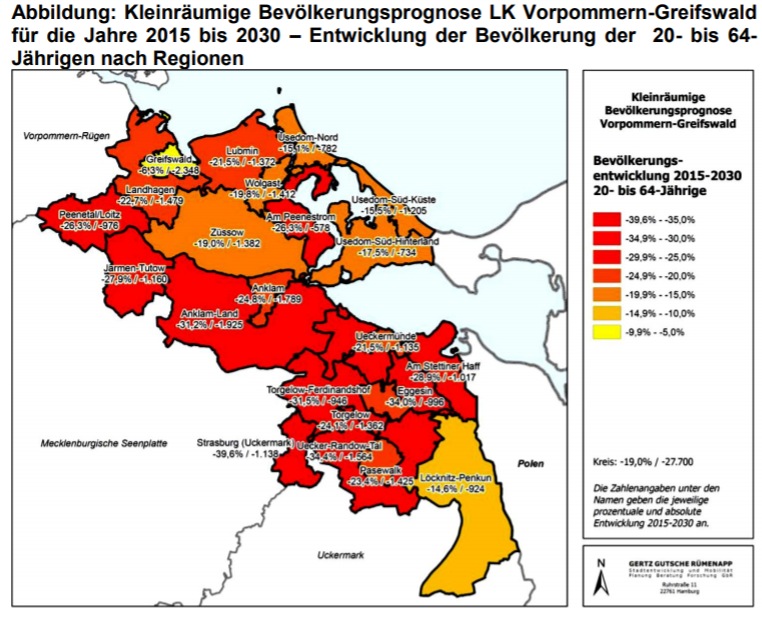 Abbildung: Kleinräumige Bevölkerungsprognose LK Vorpommern-Greifswald
für die Jahre 2015 bis 2030 – Entwicklung der Bevölkerung der 20- bis 64-
Jährigen nach Regionen
Vorpommern-Rügen
Usedom-Nord
-15,1% / -782
Lubmin
-21,5% / -1.372
Greifswald
-6,3% / -2.348
Wolgast
-19,8% / -1.412
Landhagen
-22,7% / -1.479
Usedom-Süd-Küste
-15,5% / -1.205
Peenetal/Loitz
-26,3% / -976
Am Peenestrom
-26,3% / -578
Züssow
-19,0% / -1.382
Usedom-Süd-Hinterland
-17,5% / -734
Jarmen-Tutow
-27,9% / -1.160
Anklam
-24,8% / -1.789
Anklam-Land
-31,2% / -1.925
Ueckermünde
-21,5% / -1.135
Am Stettiner Haff
-28,9% / -1.017
Torgelow-Ferdinandshof
-31,5% / -946
Eggesin
-34,0% / -996
Torgelow
-24,1% / -1.362
Mecklenburgische Seenplatte
Strasburg (Uckermark)
-39,6% / -1.138
Uecker-Randow-Tal
-34,4% / -1.564
Pasewalk
-23,4% / -1.425
Löcknitz-Penkun
-14,6% / -924
Polen
Uckermark
Kleinräumige
Bevölkerungsprognose
Vorpommern-Greifswald
Bevölkerungs-
entwicklung 2015-2030
20- bis 64-Jährige
-39,6% - -35,0%
-34,9% - -30,0%
-29,9% - -25,0%
-24,9% - -20,0%
-19,9% - -15,0%
-14,9% - -10,0%
-9,9% - -5,0%
Kreis: -19,0% / -27.700
Die Zahlenangaben unter den
Namen geben die jeweilige
prozentuale und absolute
Entwicklung 2015-2030 an.
N
GERTZ GUTSCHE RÜMENAPP
Stadtentwicklung und Mobilität
Planung Beratung Forschung GbR
Ruhrstraße 11
22761 Hamburg